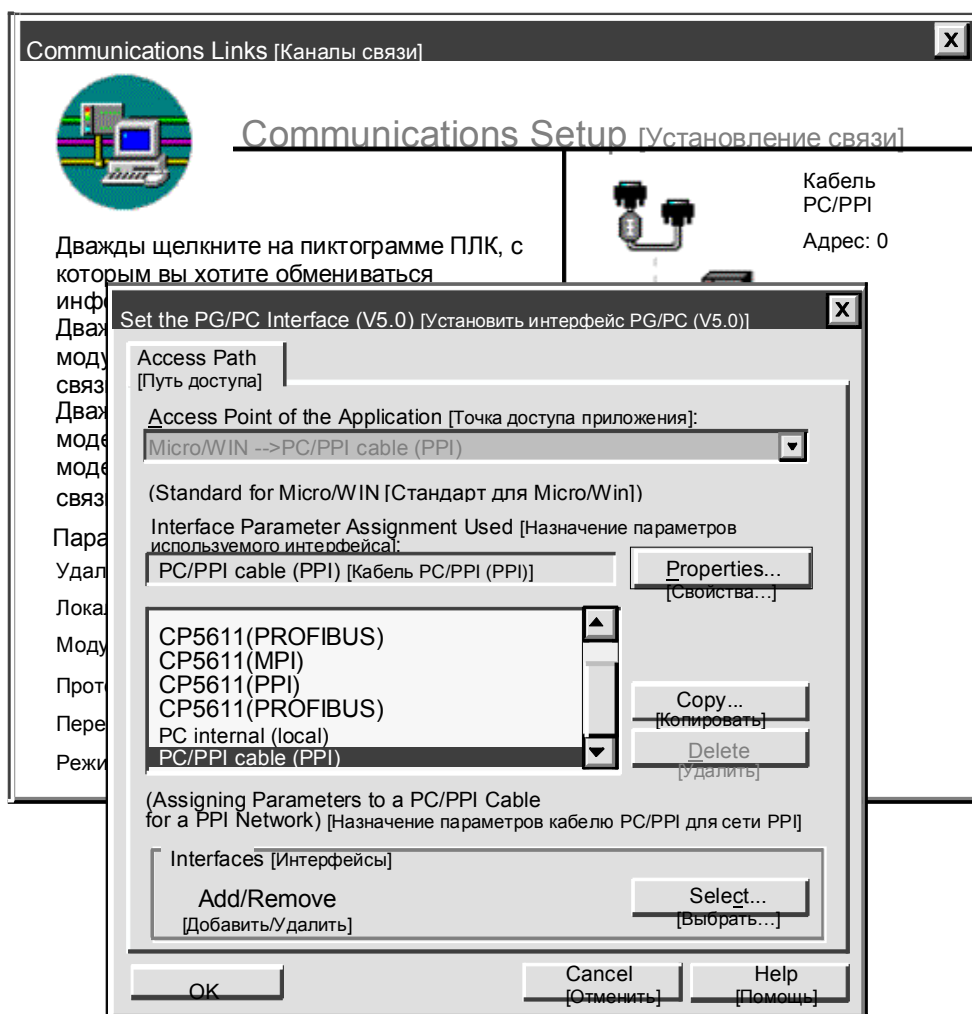 Communications Links [Каналы связи]
X
Communications Setup [Установление связи]
Кабель
PC/PPI
Адрес: 0
Дважды щелкните на пиктограмме ПЛК, с
которым вы хотите обмениваться
Set the PG/PC Interface (V5.0) [Установить интерфейс PG/PC (V5.0)]
X
Access Path
[Путь доступа]
Access Point of the Application [Точка доступа приложения]:
Micro/WIN -->PC/PPI cable (PPI)
(Standard for Micro/WIN [Стандарт для Micro/Win])
Interface Parameter Assignment Used [Назначение параметров
используемого интерфейса]:
PC/PPI cable (PPI) [Кабель PC/PPI (PPI)]
Properties...
[Свойства…]
CP5611(PROFIBUS)
CP5611(MPI)
CP5611(PPI)
CP5611(PROFIBUS)
PC internal (local)
PC/PPI cable (PPI)
Copy...
[Копировать]
Delete
[Удалить]
(Assigning Parameters to a PC/PPI Cable
for a PPI Network) [Назначение параметров кабелю PC/PPI для сети PPI]
Interfaces [Интерфейсы]
Add/Remove
[Добавить/Удалить]
Select...
[Выбрать…]
OK
Cancel
[Отменить]
Help
[Помощь]